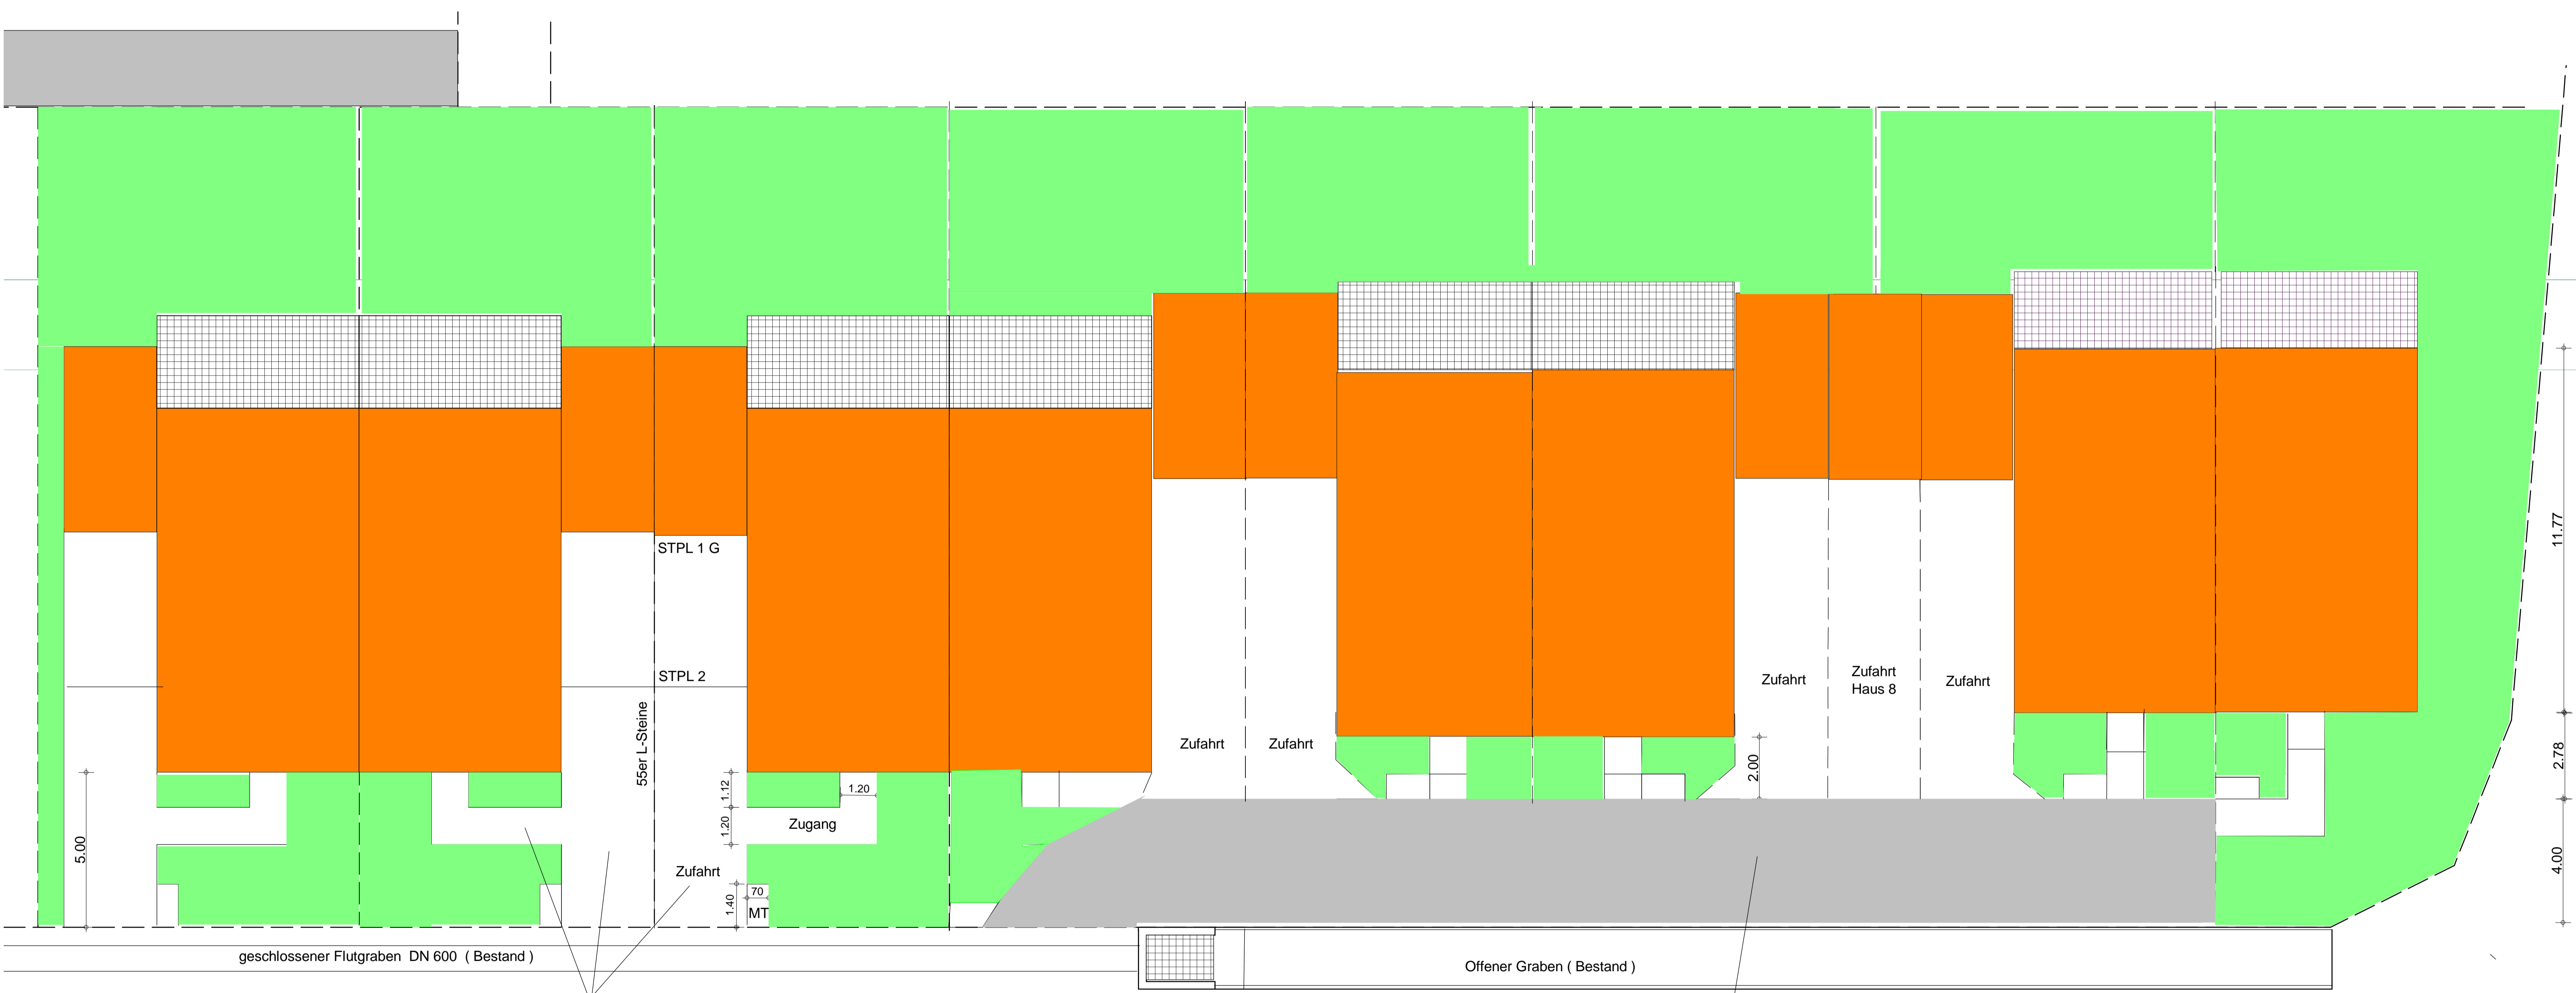 STPL 1 G
STPL 2
55er L-Steine
Zufahrt
Zufahrt
Zufahrt
Zufahrt
Haus 8
Zufahrt
Zufahrt
2.00
11.77
2.78
4.00
5.00
1.12
1.20
1.20
Zugang
Zufahrt
70
1.40
MT
geschlossener Flutgraben DN 600 ( Bestand )
Offener Graben ( Bestand )